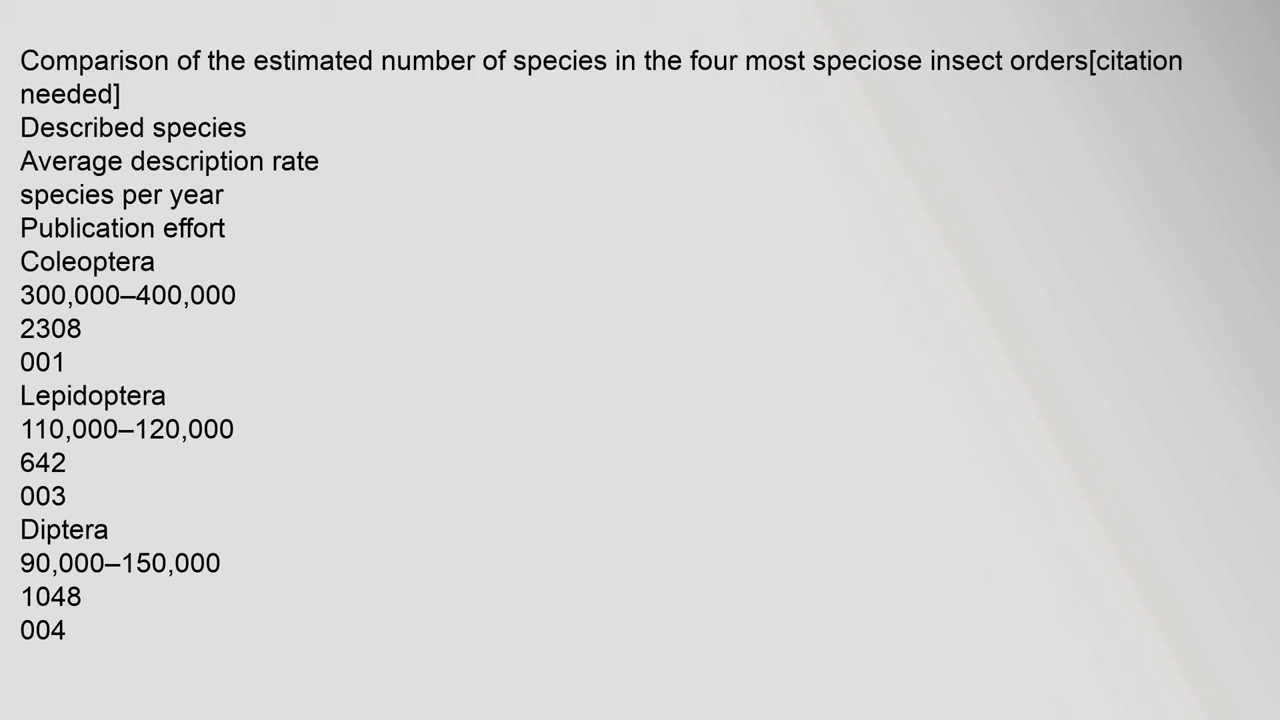 Comparison of the estimated number of species in the four most speciose insect orders[citation
needed]
Described species
Average description rate
species per year
Publication effort
Coleoptera
300,000–400,000
2308
001
Lepidoptera
110,000–120,000
642
003
Diptera
90,000–150,000
1048
004